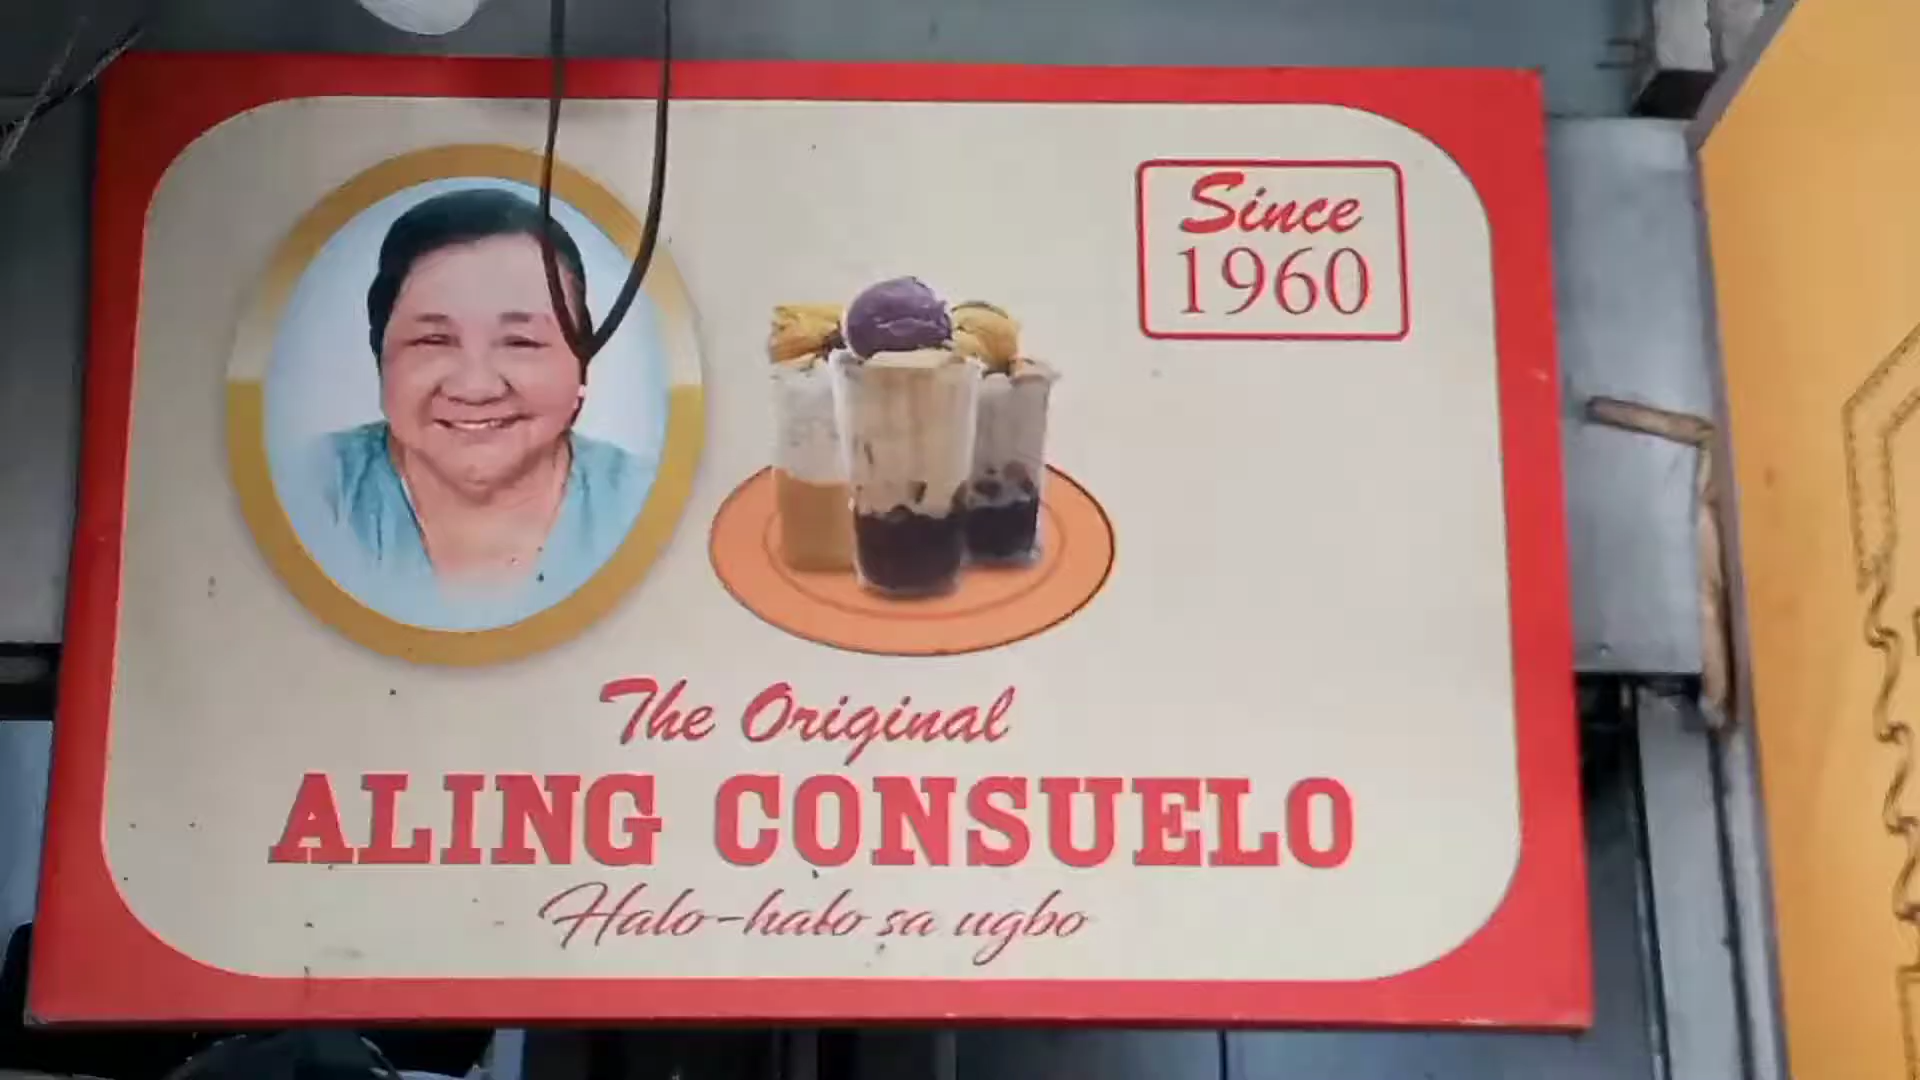 Since
1960
The Original
ALING CONSUELO
Halo-halo sa ugbo